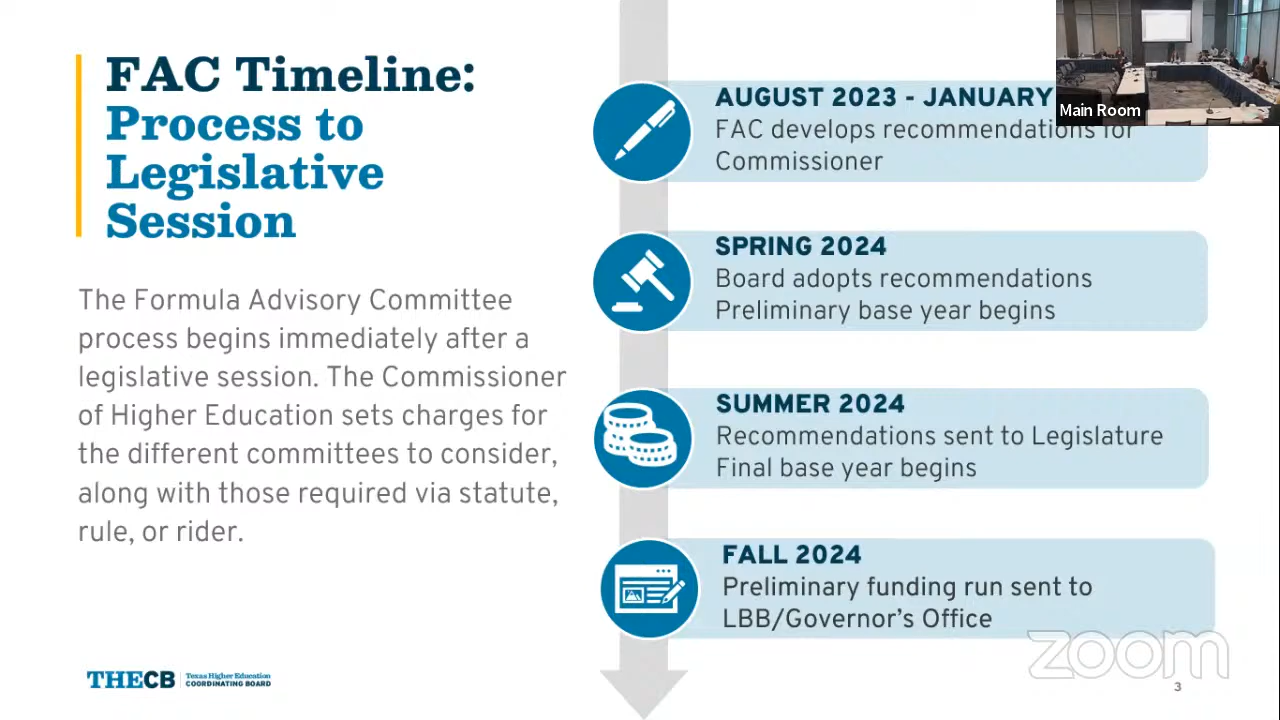 FAC Timeline:
Process to
Legislative
Session
The Formula Advisory Committee
process begins immediately after a
legislative session. The Commissioner
of Higher Education sets charges for
the different committees to consider,
along with those required via statute,
rule, or rider.
AUGUST 2023 - JANUARY
FAC develops recommendations for
Commissioner
SPRING 2024
Board adopts recommendations
Preliminary base year begins
SUMMER 2024
Recommendations sent to Legislature
Final base year begins
FALL 2024
Preliminary funding run sent to
LBB/Governor's Office
Main Room
THECB
Texas Higher Education
COORDINATING BOARD
zoom
3